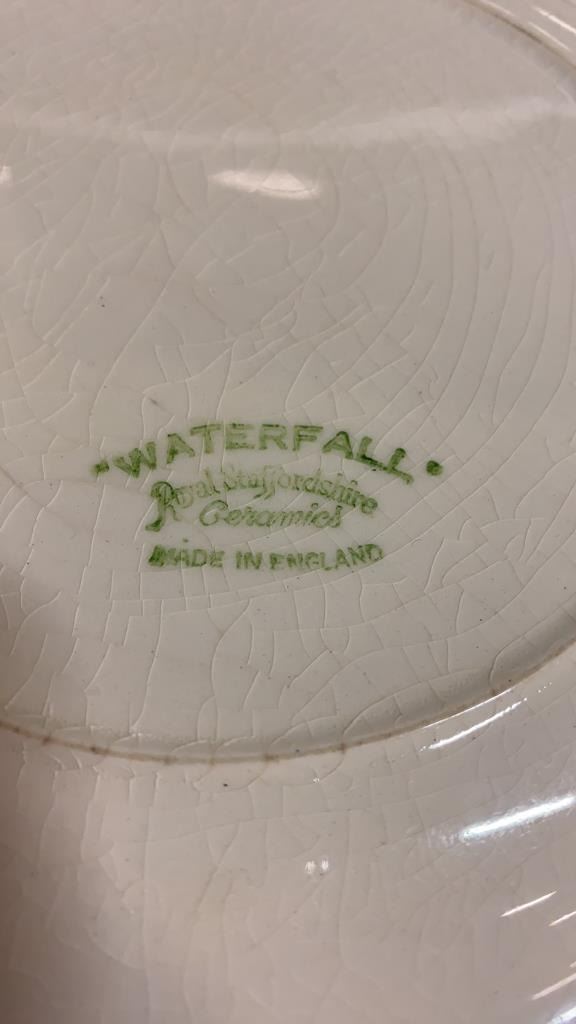 ·WATERFALL·
Royal Staffordshire
Ceramics
MADE IN ENGLAND